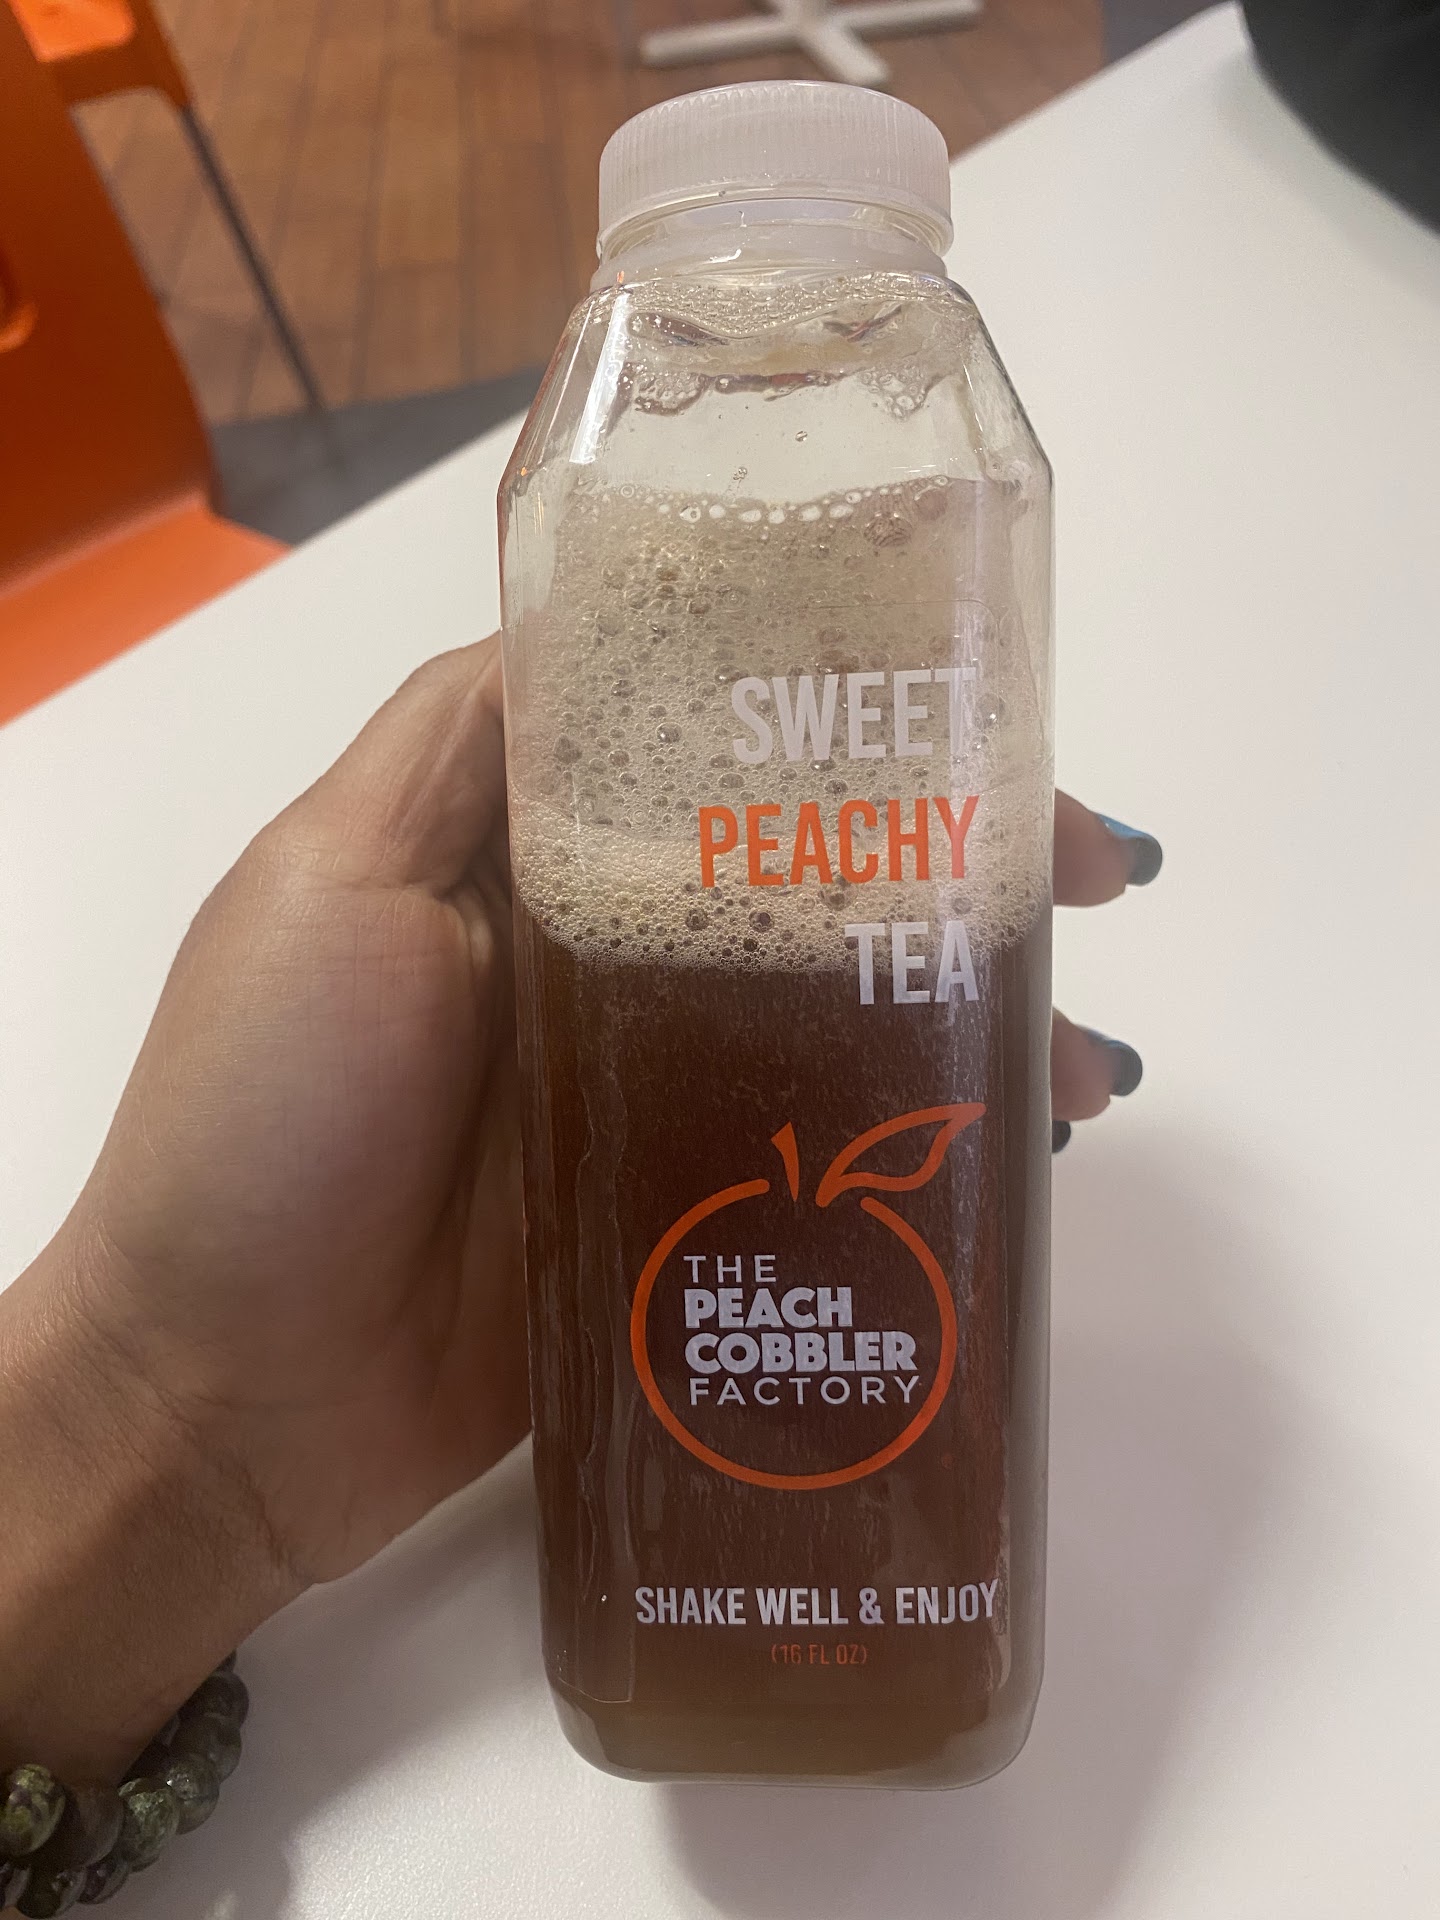 SWEET
PEACHY
TEA
THE
PEACH
COBBLER
FACTORY
SHAKE WELL & ENJOY
(16 FL OZ)